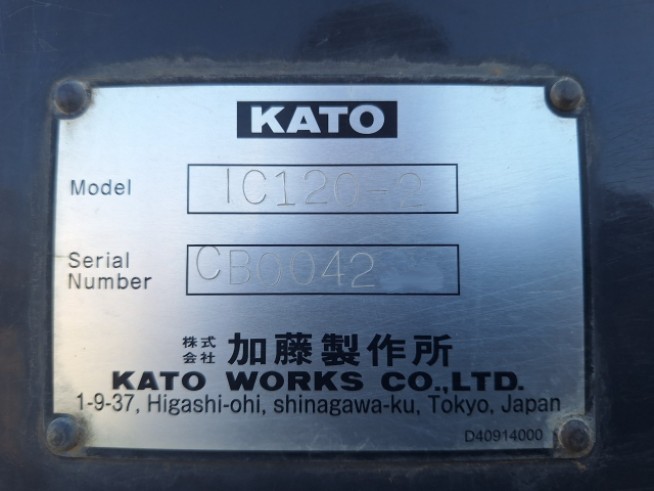 KATO
Model IC120-2
Serial Number CB0042
株式会社 加藤製作所
KATO WORKS CO.,LTD.
1-9-37, Higashi-ohi, shinagawa-ku, Tokyo, Japan
D40914000